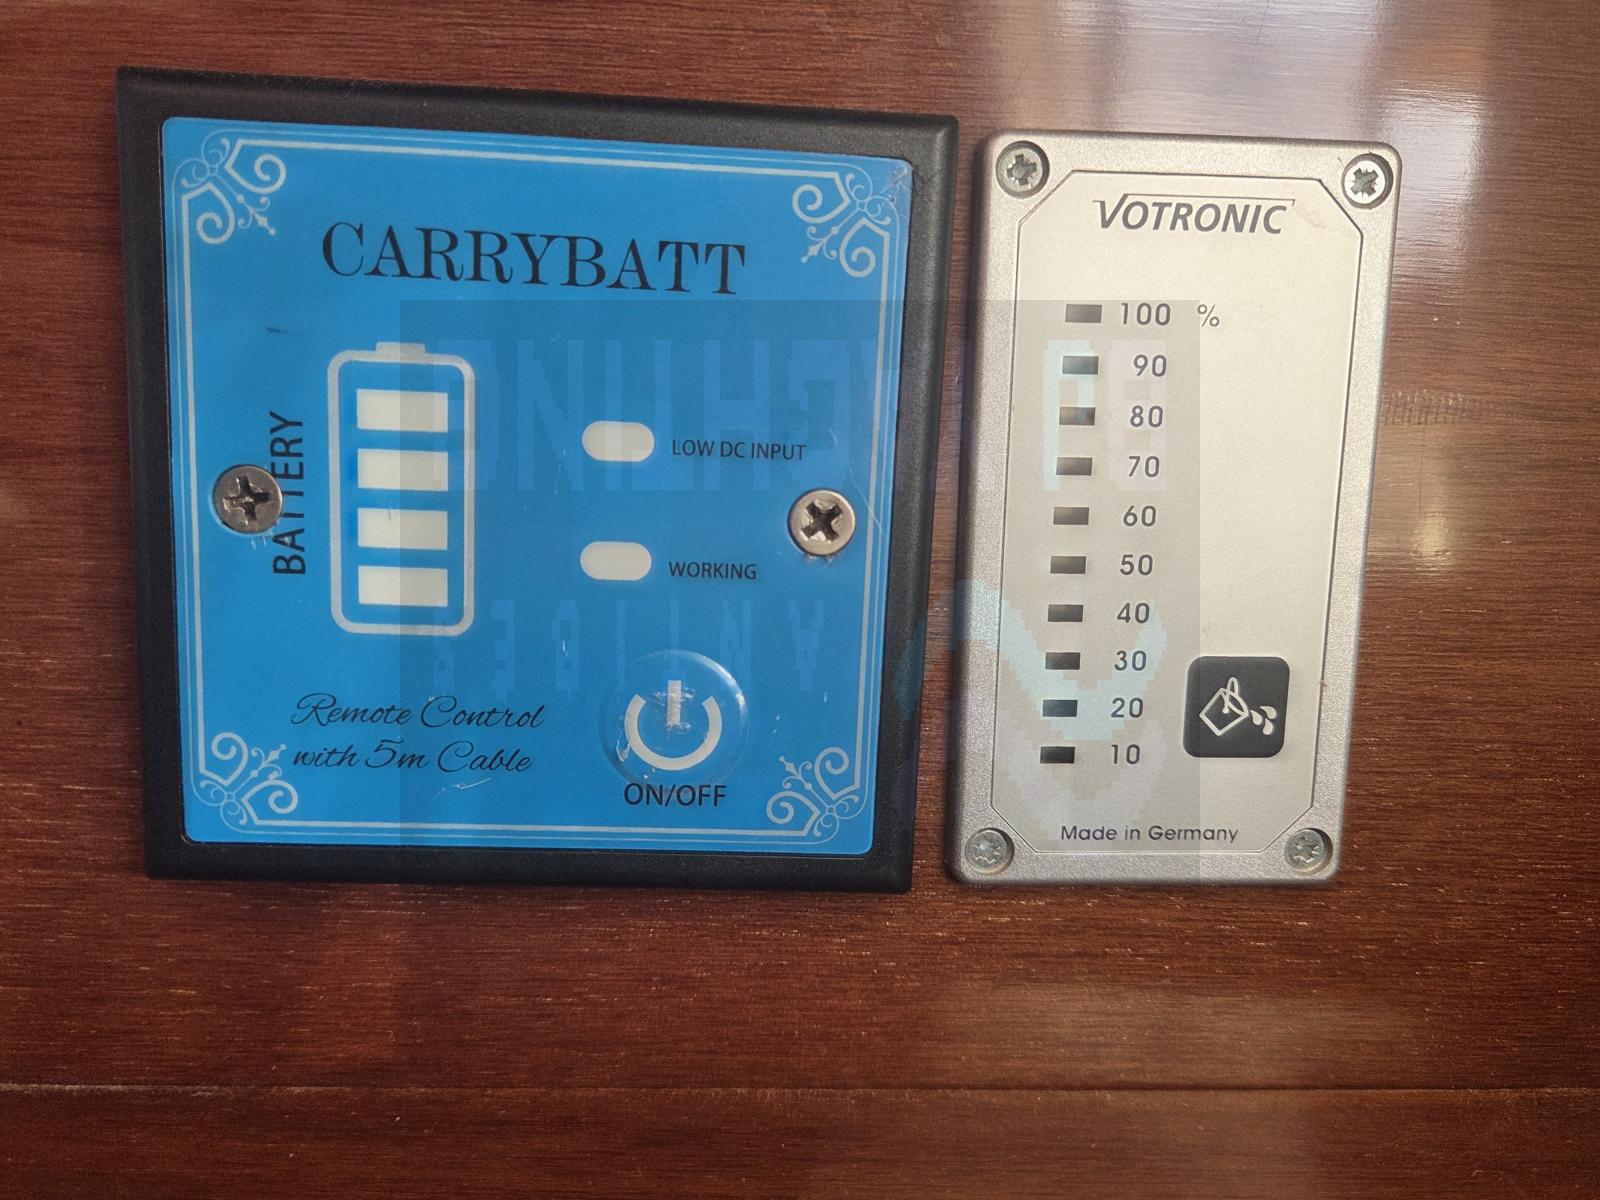 CARRYBATT
BATTERY
LOW DC INPUT
WORKING
Remote Control
with 5m Cable
ON/OFF
VOTRONIC
100 %
90
80
70
60
50
40
30
20
10
Made in Germany